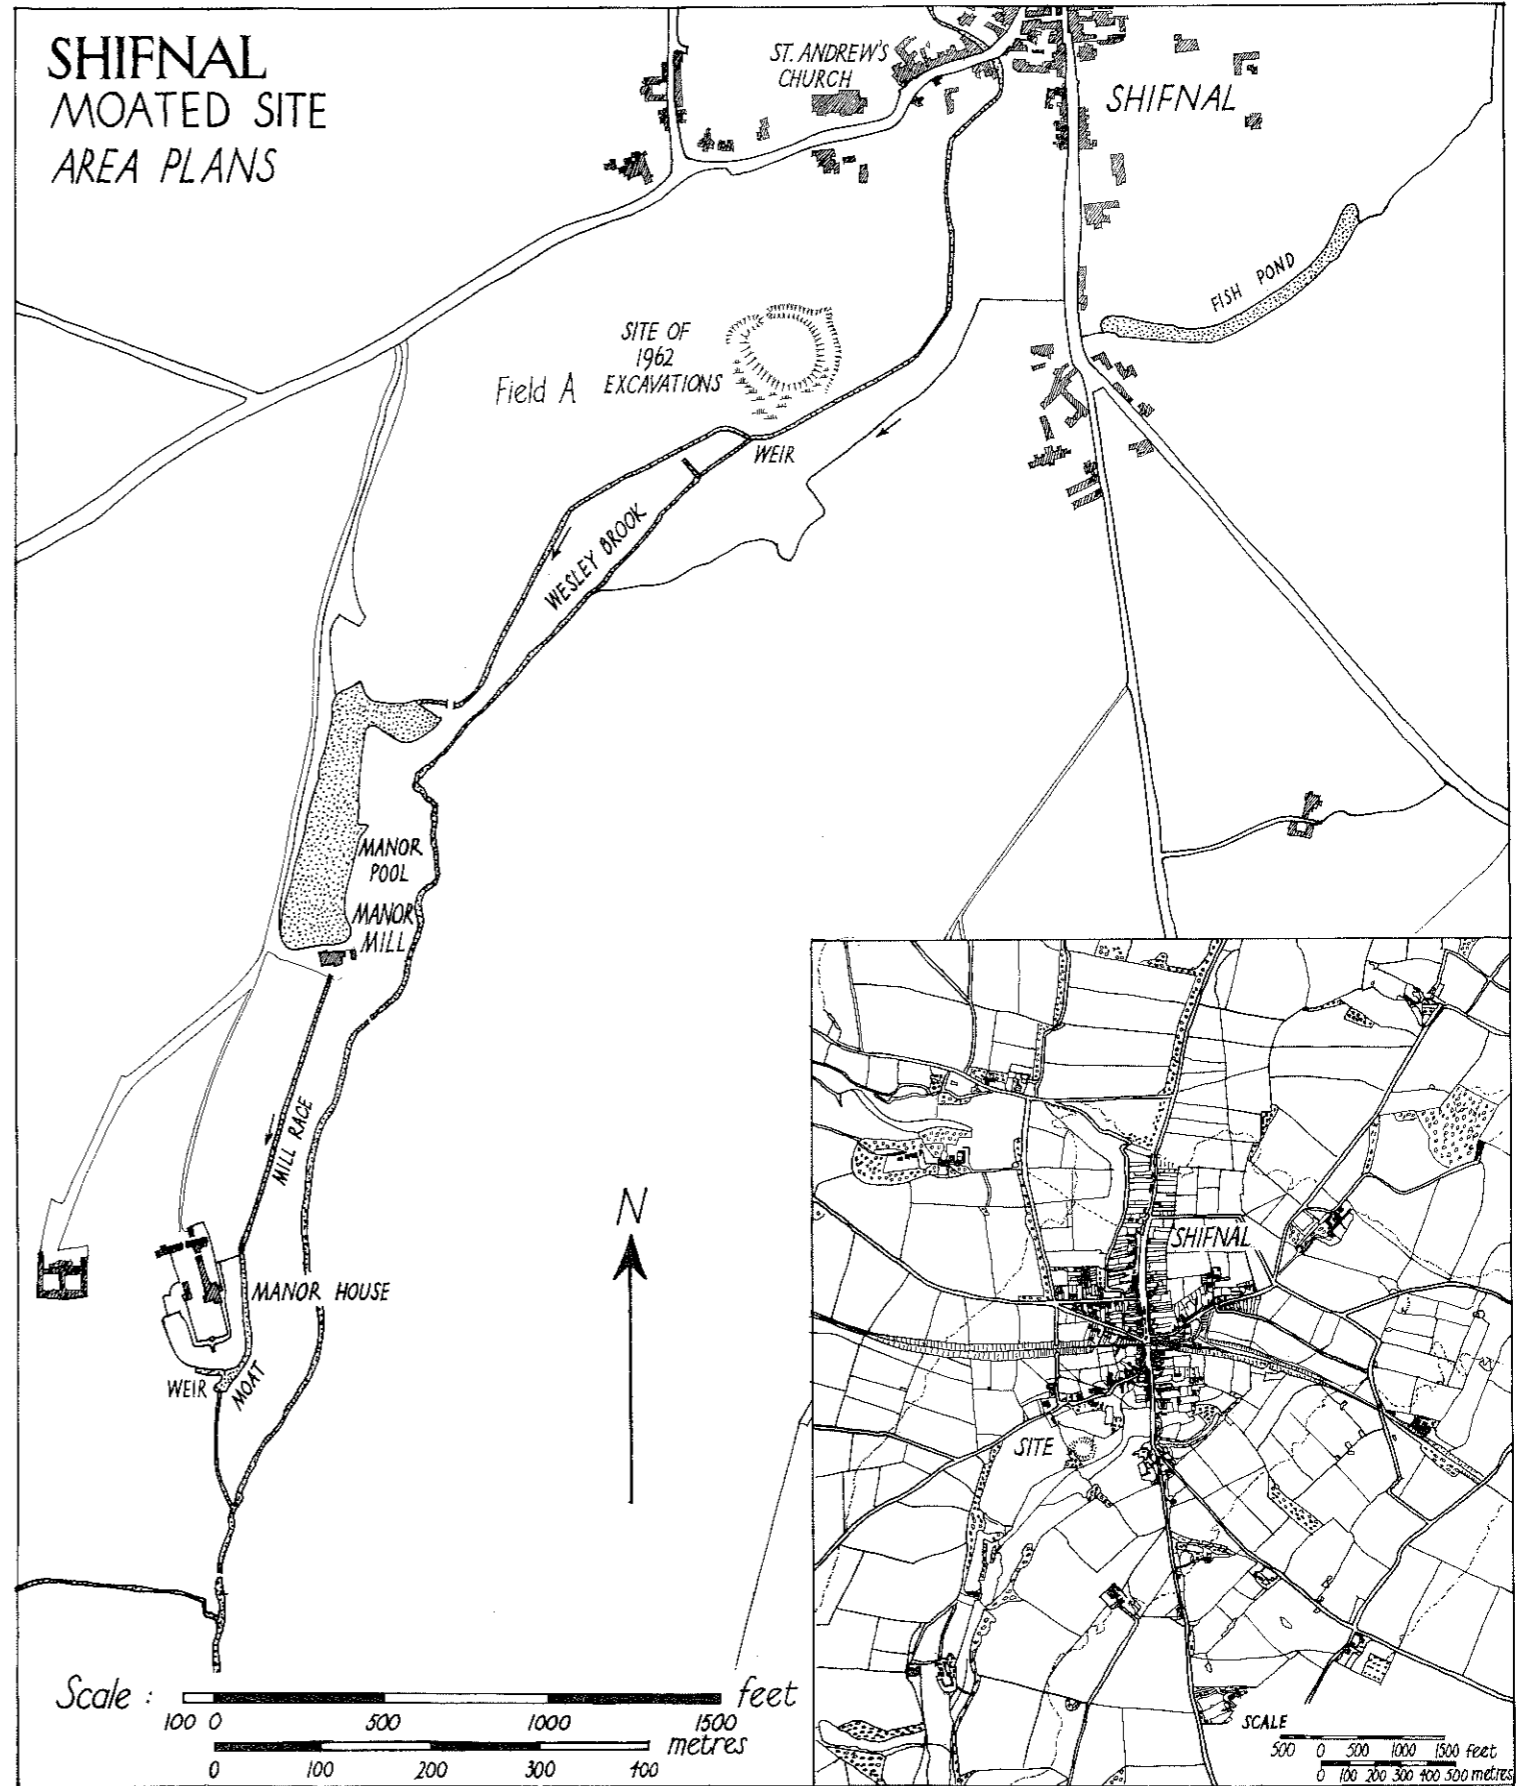 SHIFNAL
MOATED SITE
AREA PLANS
ST. ANDREW'S
CHURCH
SHIFNAL
FISH POND
SITE OF
1962
EXCAVATIONS
Field A
WEIR
WESLEY BROOK
MANOR
POOL
MANOR
MILL
MILL RACE
MANOR HOUSE
WEIR
MOAT
N
SHIFNAL
SITE
Scale :
feet
100 0 500 1000 1500
metres
0 100 200 300 400
SCALE
500 0 500 1000 1500 feet
0 100 200 300 400 500 metres